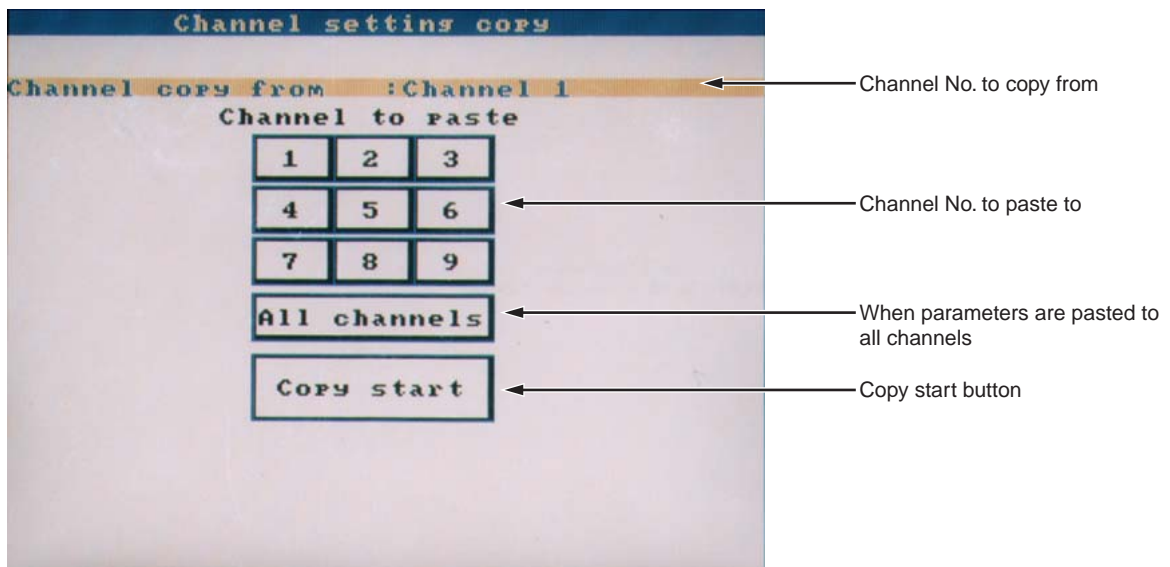 Channel setting copy
Channel copy from :Channel 1
Channel No. to copy from
Channel to paste
1 2 3
4 5 6
Channel No. to paste to
7 8 9
All channels
When parameters are pasted to
all channels
Copy start
Copy start button